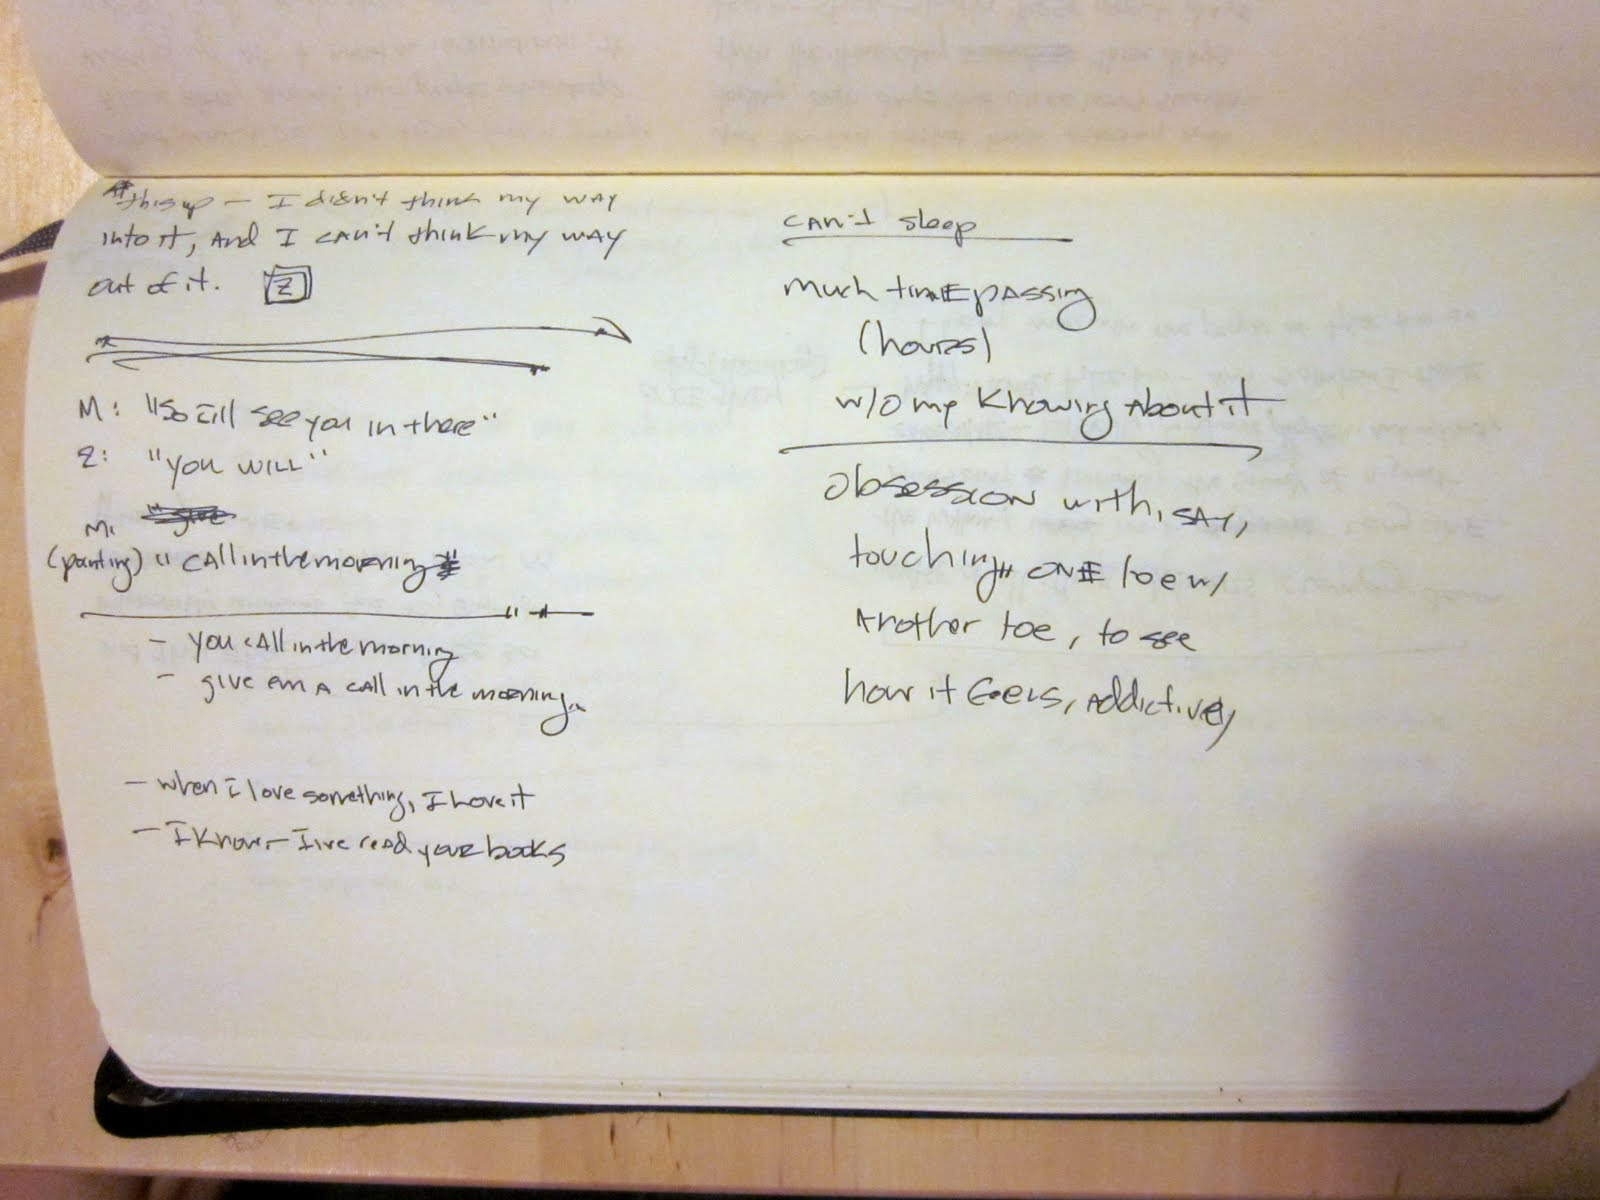 this up — I didn't think my way
into it, and I can't think my way
out of it. Z
M: "So I'll see you in there"
Z: "you will"
M:
(panting) "call in the morning
- you call in the morning
- give em a call in the morning
- when I love something, I Love it
- I know - I've read your books
can't sleep
much time passing
(hours)
w/o my knowing about it
obsession with, say,
touching one toe w/
another toe, to see
how it feels, addictively